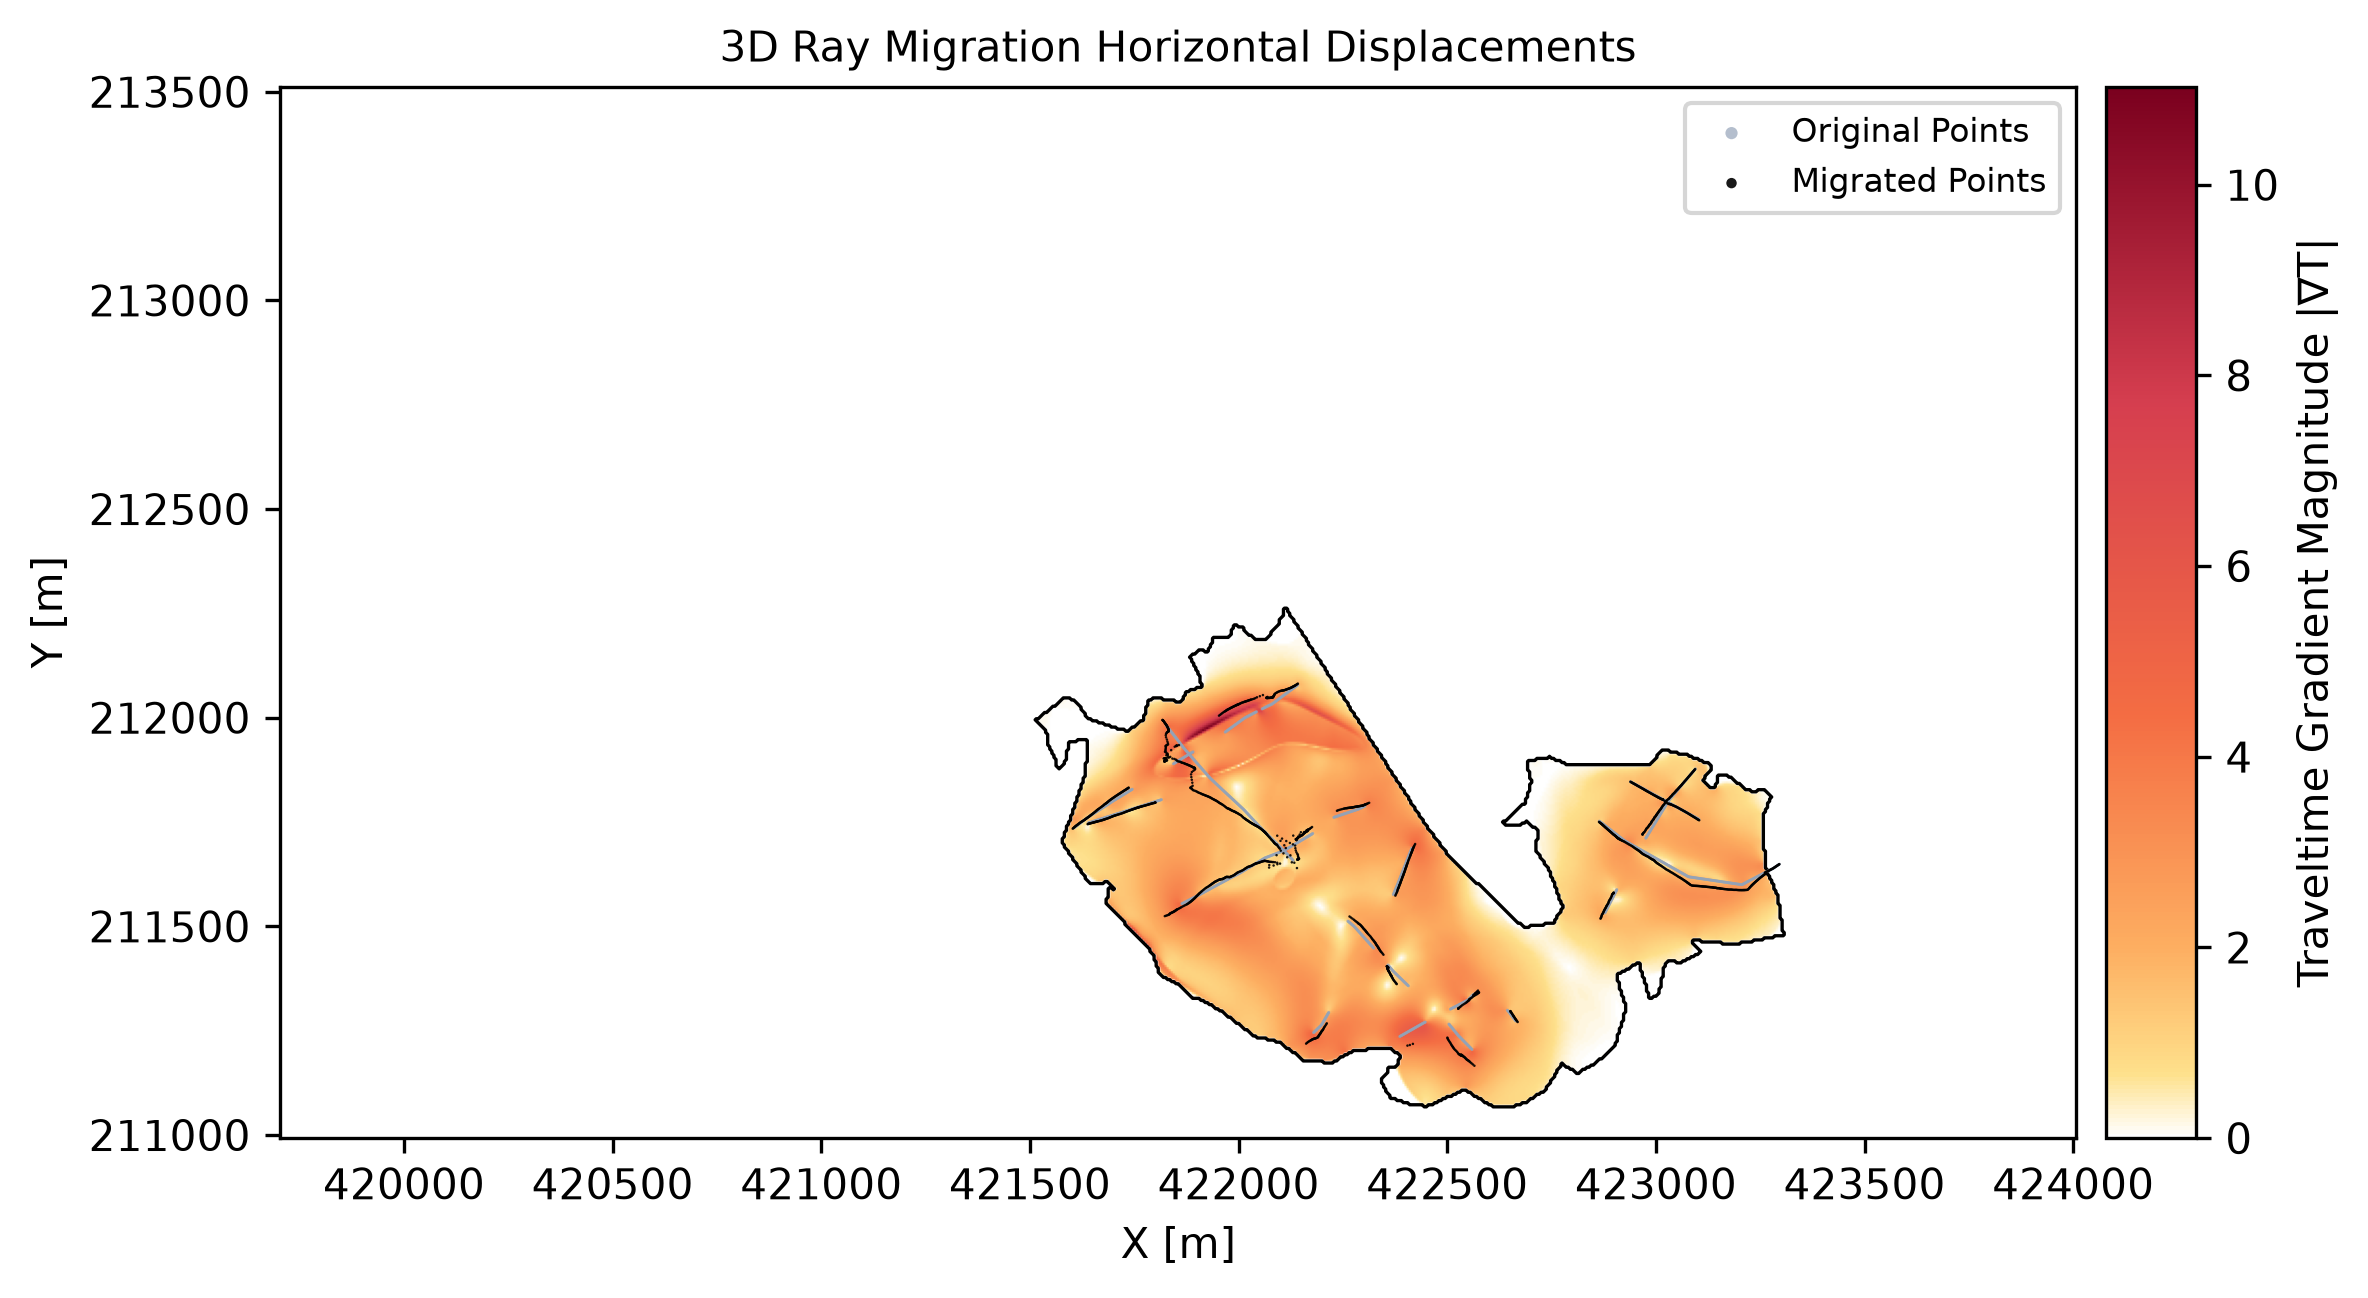 3D Ray Migration Horizontal Displacements
213500
213000
212500
212000
211500
211000
Y [m]
Original Points
Migrated Points
420000 420500 421000 421500 422000 422500 423000 423500 424000
X [m]
10
8
6
4
2
0
Traveltime Gradient Magnitude |∇T|